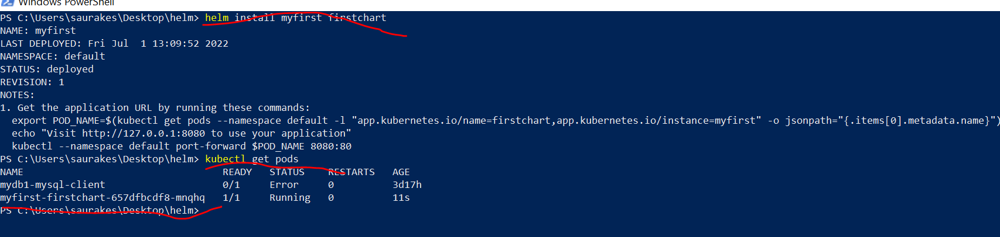 Windows PowerShell
PS C:\Users\saurakes\Desktop\helm> helm install myfirst firstchart
NAME: myfirst
LAST DEPLOYED: Fri Jul  1 13:09:52 2022
NAMESPACE: default
STATUS: deployed
REVISION: 1
NOTES:
1. Get the application URL by running these commands:
  export POD_NAME=$(kubectl get pods --namespace default -l "app.kubernetes.io/name=firstchart,app.kubernetes.io/instance=myfirst" -o jsonpath="{.items[0].metadata.name}")
  echo "Visit http://127.0.0.1:8080 to use your application"
  kubectl --namespace default port-forward $POD_NAME 8080:80
PS C:\Users\saurakes\Desktop\helm> kubectl get pods
NAME                                  READY   STATUS    RESTARTS   AGE
mydb1-mysql-client                    0/1     Error     0          3d17h
myfirst-firstchart-657dfbcdf8-mnqhq   1/1     Running   0          11s
PS C:\Users\saurakes\Desktop\helm>